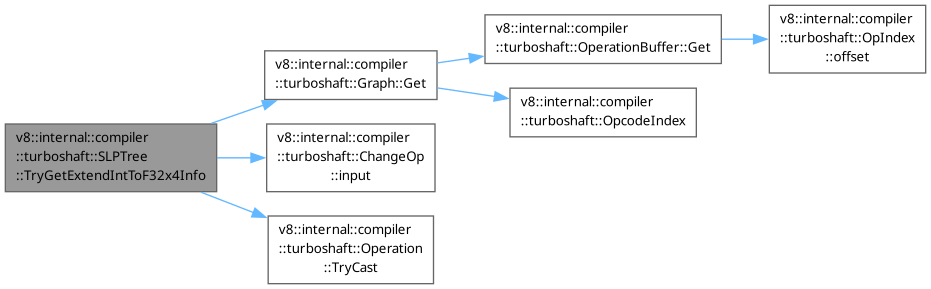 v8::internal::compiler
::turboshaft::SLPTree
::TryGetExtendIntToF32x4Info
v8::internal::compiler
::turboshaft::Graph::Get
v8::internal::compiler
::turboshaft::OperationBuffer::Get
v8::internal::compiler
::turboshaft::OpIndex
::offset
v8::internal::compiler
::turboshaft::OpcodeIndex
v8::internal::compiler
::turboshaft::ChangeOp
::input
v8::internal::compiler
::turboshaft::Operation
::TryCast